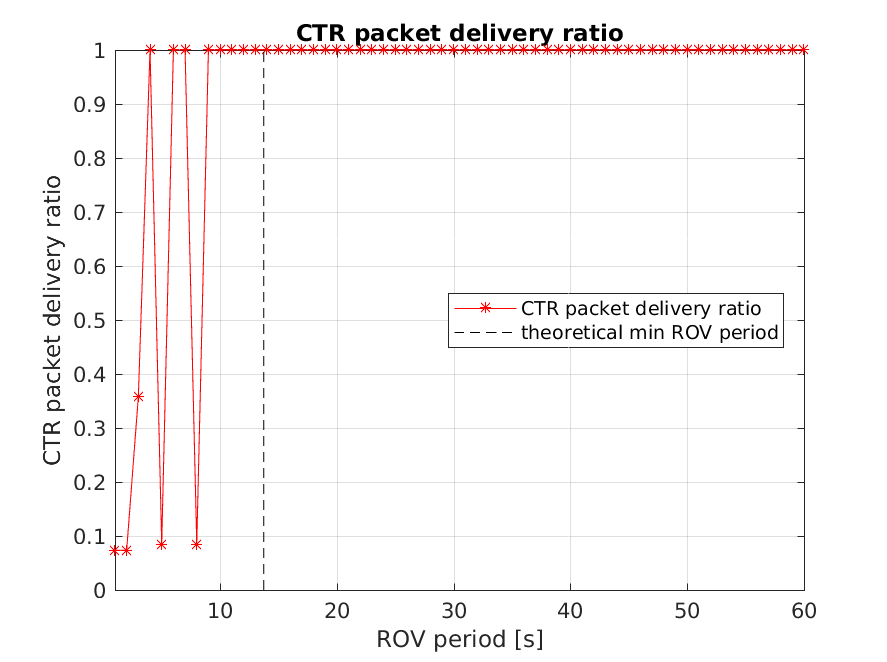 CTR packet delivery ratio
1
0.9
0.8
0.7
0.6
0.5
0.4
0.3
0.2
0.1
0
CTR packet delivery ratio
CTR packet delivery ratio
theoretical min ROV period
10 20 30 40 50 60
ROV period [s]